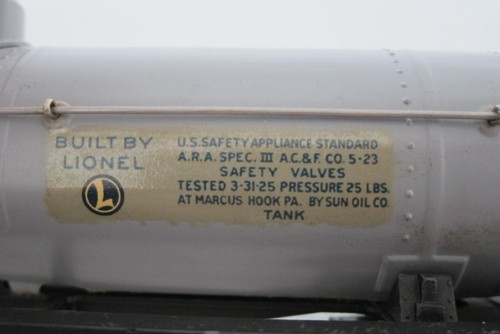 BUILT BY
LIONEL
L
U.S. SAFETY APPLIANCE STANDARD
A.R.A. SPEC. III A.C.&F. CO. 5-23
SAFETY VALVES
TESTED 3-31-25 PRESSURE 25 LBS.
AT MARCUS HOOK PA. BY SUN OIL CO.
TANK